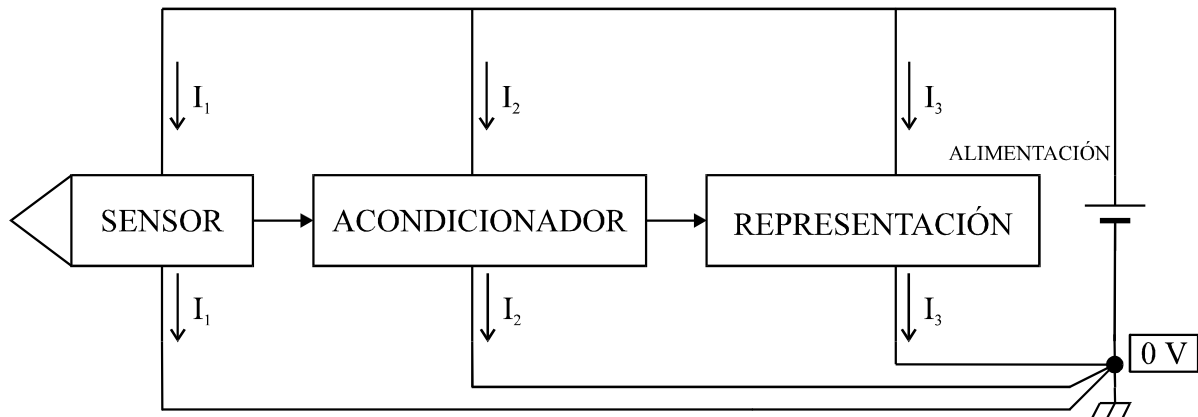 I₁
I₂
I₃
ALIMENTACIÓN
SENSOR
ACONDICIONADOR
REPRESENTACIÓN
I₁
I₂
I₃
0 V